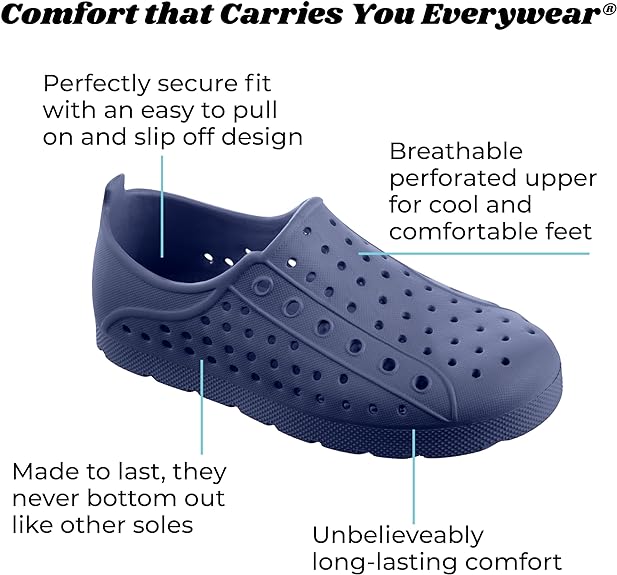 Comfort that Carries You Everywear®
Perfectly secure fit
with an easy to pull
on and slip off design
Breathable
perforated upper
for cool and
comfortable feet
Made to last, they
never bottom out
like other soles
Unbelieveably
long-lasting comfort